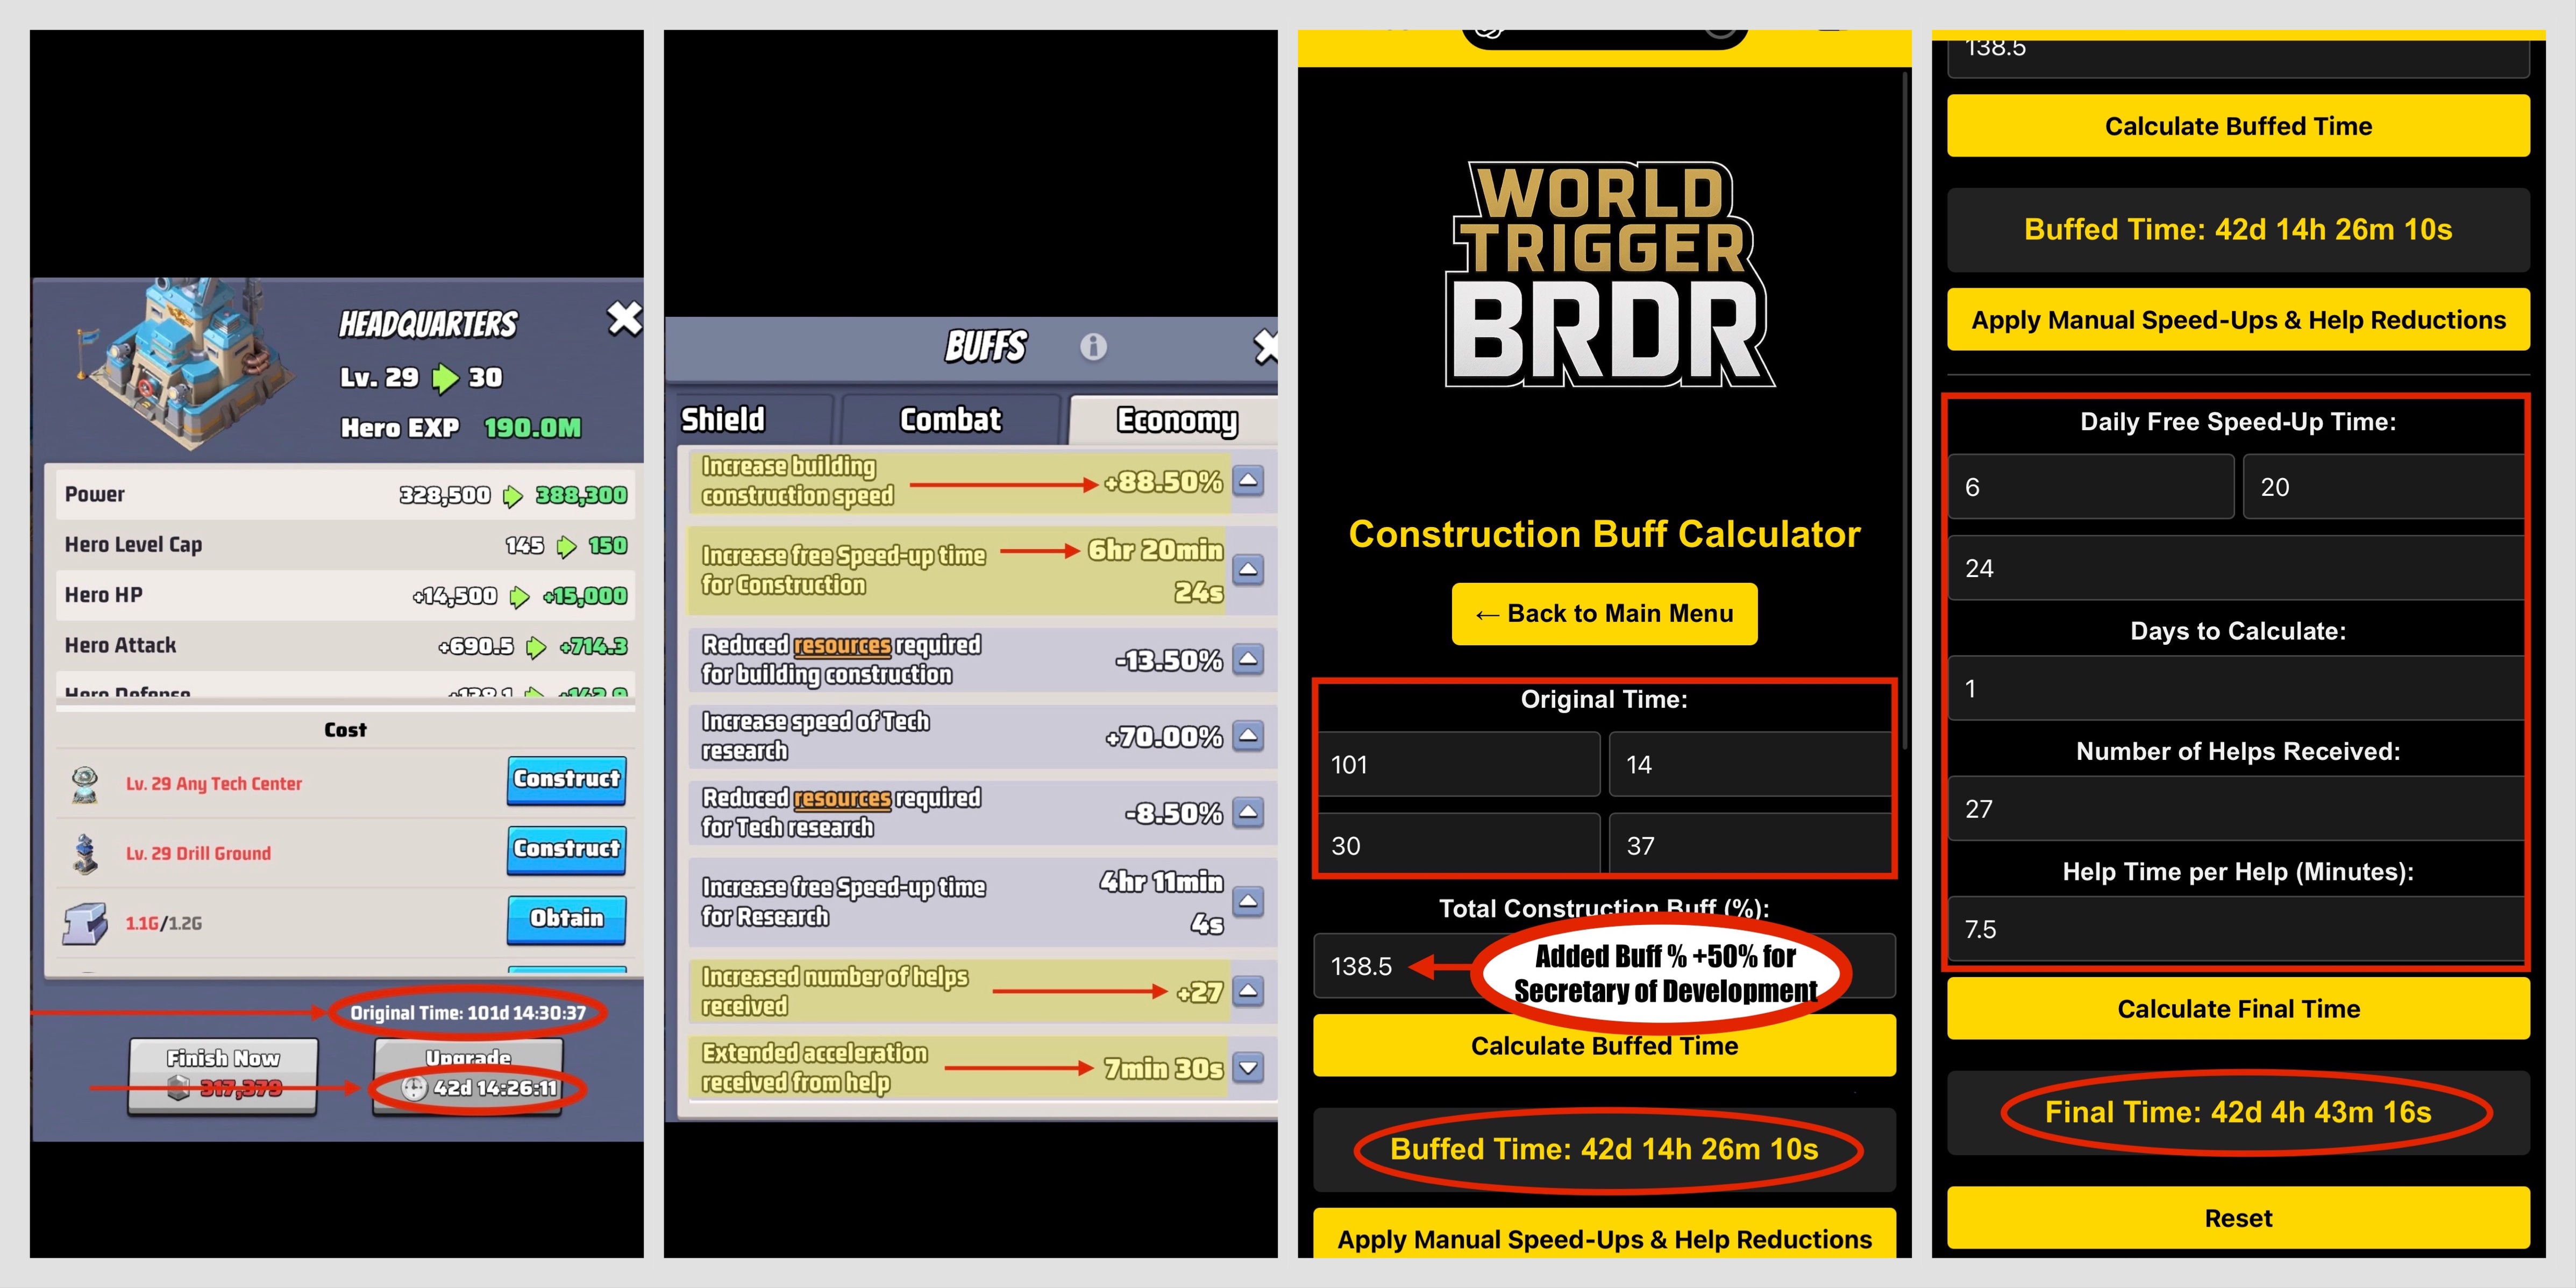 HEADQUARTERS
Lv. 29 30
Hero EXP 190.0M
Power 328,500 388,300
Hero Level Cap 145 150
Hero HP +14,500 +15,000
Hero Attack +690.5 +714.3
Hero Defense
Cost
Lv. 29 Any Tech Center Construct
Lv. 29 Drill Ground Construct
1.1G/1.2G Obtain
Original Time: 101d 14:30:37
Finish Now
317,379
Upgrade
42d 14:26:11
BUFFS
Shield Combat Economy
Increase building
construction speed +88.50%
Increase free Speed-up time
for Construction
6hr 20min
24s
Reduced resources required
for building construction -13.50%
Increase speed of Tech
research +70.00%
Reduced resources required
for Tech research -8.50%
Increase free Speed-up time
for Research
4hr 11min
4s
Increased number of helps
received +27
Extended acceleration
received from help 7min 30s
WORLD
TRIGGER
BRDR
Construction Buff Calculator
← Back to Main Menu
Original Time:
101 14
30 37
Total Construction Buff (%):
138.5
Added Buff % +50% for
Secretary of Development
Calculate Buffed Time
Buffed Time: 42d 14h 26m 10s
Apply Manual Speed-Ups & Help Reductions
138.5
Calculate Buffed Time
Buffed Time: 42d 14h 26m 10s
Apply Manual Speed-Ups & Help Reductions
Daily Free Speed-Up Time:
6 20
24
Days to Calculate:
1
Number of Helps Received:
27
Help Time per Help (Minutes):
7.5
Calculate Final Time
Final Time: 42d 4h 43m 16s
Reset